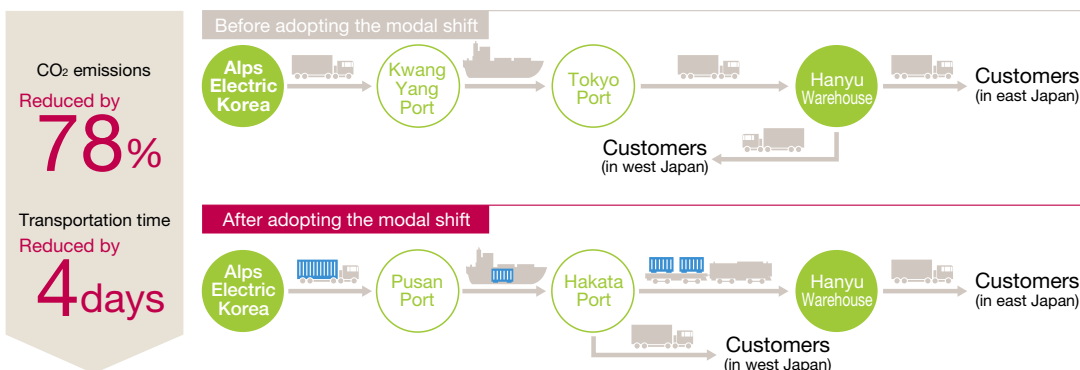 CO₂ emissions
Reduced by
78%
Transportation time
Reduced by
4days
Before adopting the modal shift
Alps
Electric
Korea
Kwang
Yang
Port
Tokyo
Port
Hanyu
Warehouse
Customers
(in east Japan)
Customers
(in west Japan)
After adopting the modal shift
Alps
Electric
Korea
Pusan
Port
Hakata
Port
Hanyu
Warehouse
Customers
(in east Japan)
Customers
(in west Japan)